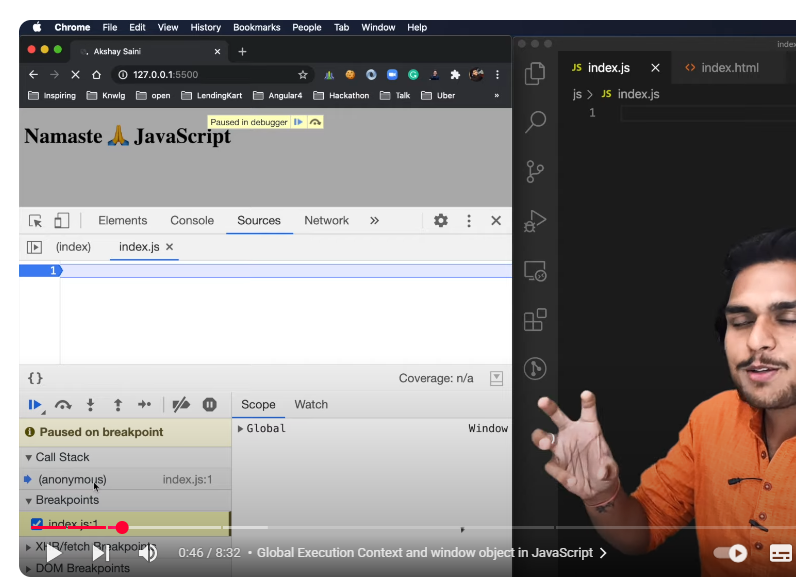 Chrome File Edit View History Bookmarks People Tab Window Help
Akshay Saini
127.0.0.1:5500
Inspiring Knwlg open LendingKart Angular4 Hackathon Talk Uber »
Paused in debugger
Namaste 🙏 JavaScript
Elements Console Sources Network »
(index) index.js ×
1
{} Coverage: n/a
Scope Watch
Paused on breakpoint
Global Window
Call Stack
(anonymous) index.js:1
Breakpoints
index.js:1
XHR/fetch Breakpoints
0:46 / 8:32 • Global Execution Context and window object in JavaScript
DOM Breakpoints
index
JS index.js × <> index.html
js > JS index.js
1